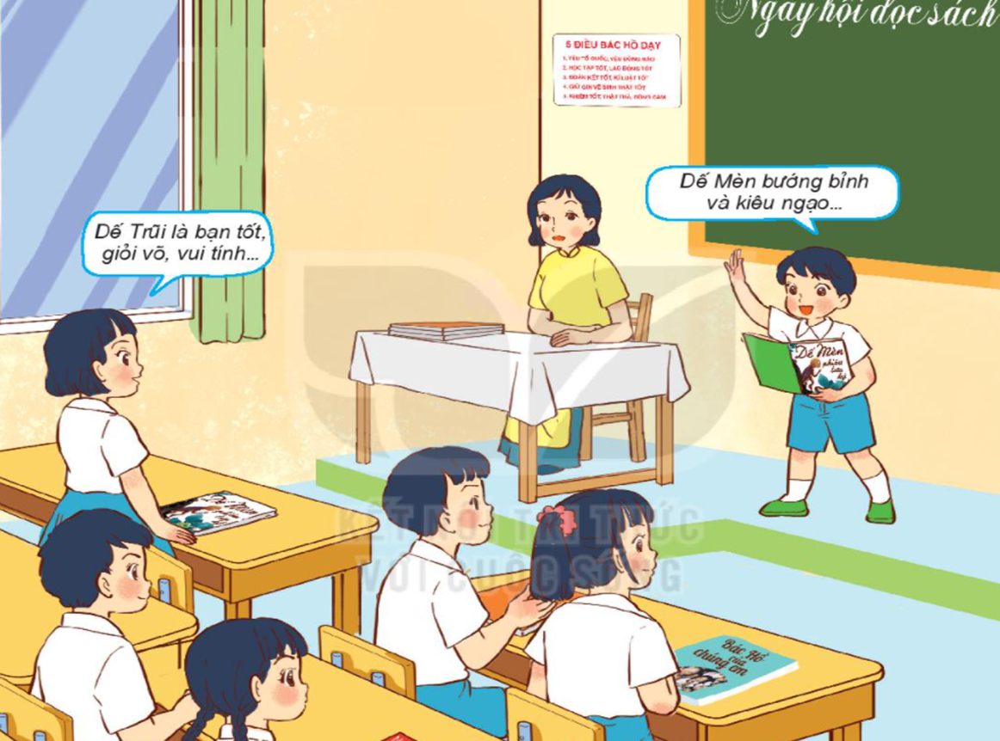 Ngày hội đọc sách
5 ĐIỀU BÁC HỒ DẠY
1. YÊU TỔ QUỐC, YÊU ĐỒNG BÀO
2. HỌC TẬP TỐT, LAO ĐỘNG TỐT
3. ĐOÀN KẾT TỐT, KỈ LUẬT TỐT
4. GIỮ GÌN VỆ SINH THẬT TỐT
5. KHIÊM TỐN, THẬT THÀ, DŨNG CẢM
Dế Mèn bướng bỉnh
và kiêu ngạo...
Dế Trũi là bạn tốt,
giỏi võ, vui tính...
Dế Mèn
phiêu
lưu
ký
Dế Mèn
KẾT NỐI TRI THỨC
VỚI CUỘC SỐNG
Bác Hồ
của
chúng em